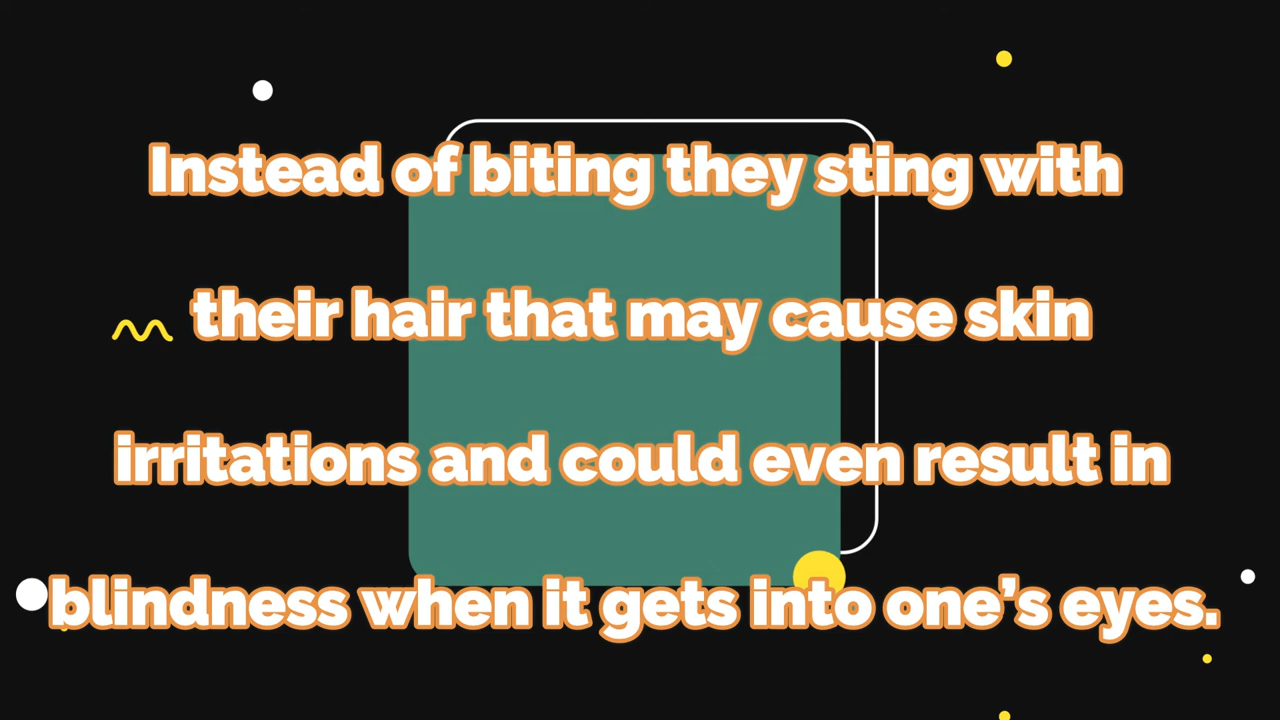 Instead of biting they sting with
their hair that may cause skin
irritations and could even result in
blindness when it gets into one’s eyes.